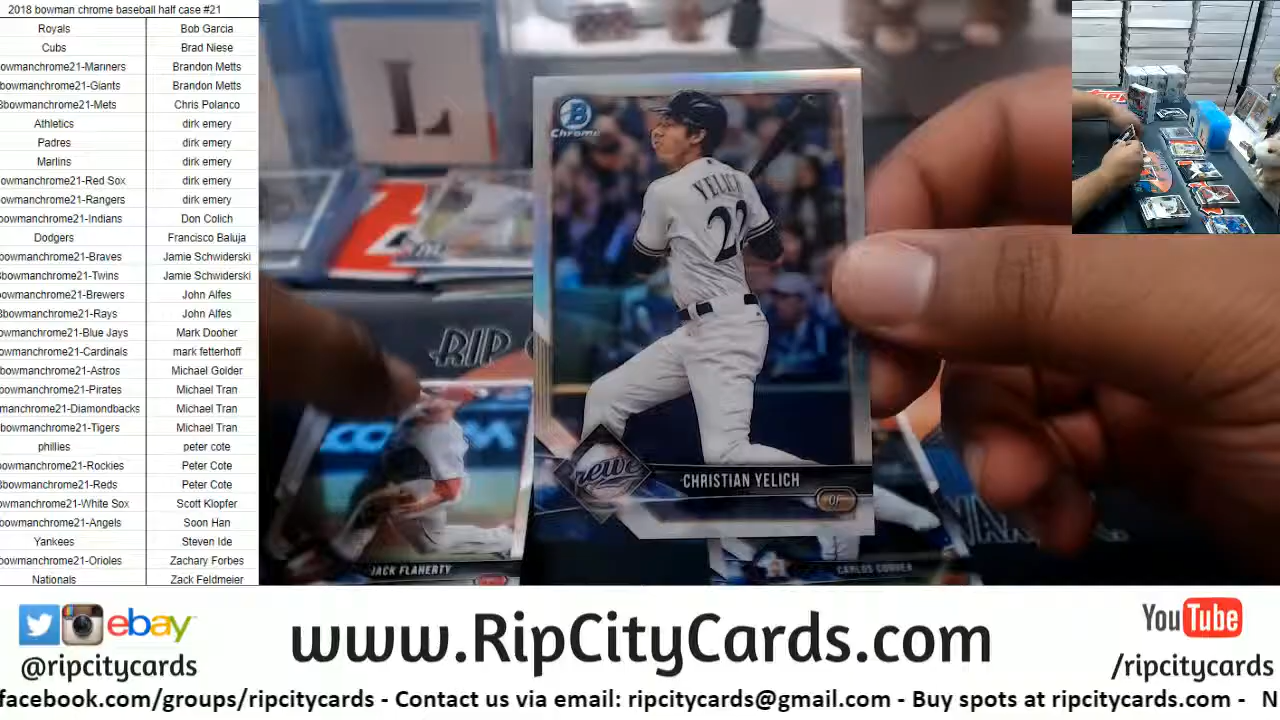 2018 bowman chrome baseball half case #21
Royals Bob Garcia
Cubs Brad Niese
bowmanchrome21-Mariners Brandon Metts
bowmanchrome21-Giants Brandon Metts
8bowmanchrome21-Mets Chris Polanco
Athletics dirk emery
Padres dirk emery
Marlins dirk emery
owmanchrome21-Red Sox dirk emery
owmanchrome21-Rangers dirk emery
owmanchrome21-Indians Don Colich
Dodgers Francisco Baluja
owmanchrome21-Braves Jamie Schwiderski
bowmanchrome21-Twins Jamie Schwiderski
owmanchrome21-Brewers John Alfes
8bowmanchrome21-Rays John Alfes
owmanchrome21-Blue Jays Mark Dooher
owmanchrome21-Cardinals mark fetterhoff
owmanchrome21-Astros Michael Golder
owmanchrome21-Pirates Michael Tran
manchrome21-Diamondbacks Michael Tran
bowmanchrome21-Tigers Michael Tran
phillies peter cote
owmanchrome21-Rockies Peter Cote
8bowmanchrome21-Reds Peter Cote
owmanchrome21-White Sox Scott Klopfer
owmanchrome21-Angels Soon Han
Yankees Steven Ide
bowmanchrome21-Orioles Zachary Forbes
Nationals Zack Feldmeier
L
B
Chrome
YELICH
22
RIP
rewe
CHRISTIAN YELICH
OF
JACK FLAHERTY
CARLOS CORREA
ebay
@ripcitycards
www.RipCityCards.com
YouTube
/ripcitycards
facebook.com/groups/ripcitycards - Contact us via email: ripcitycards@gmail.com - Buy spots at ripcitycards.com - N